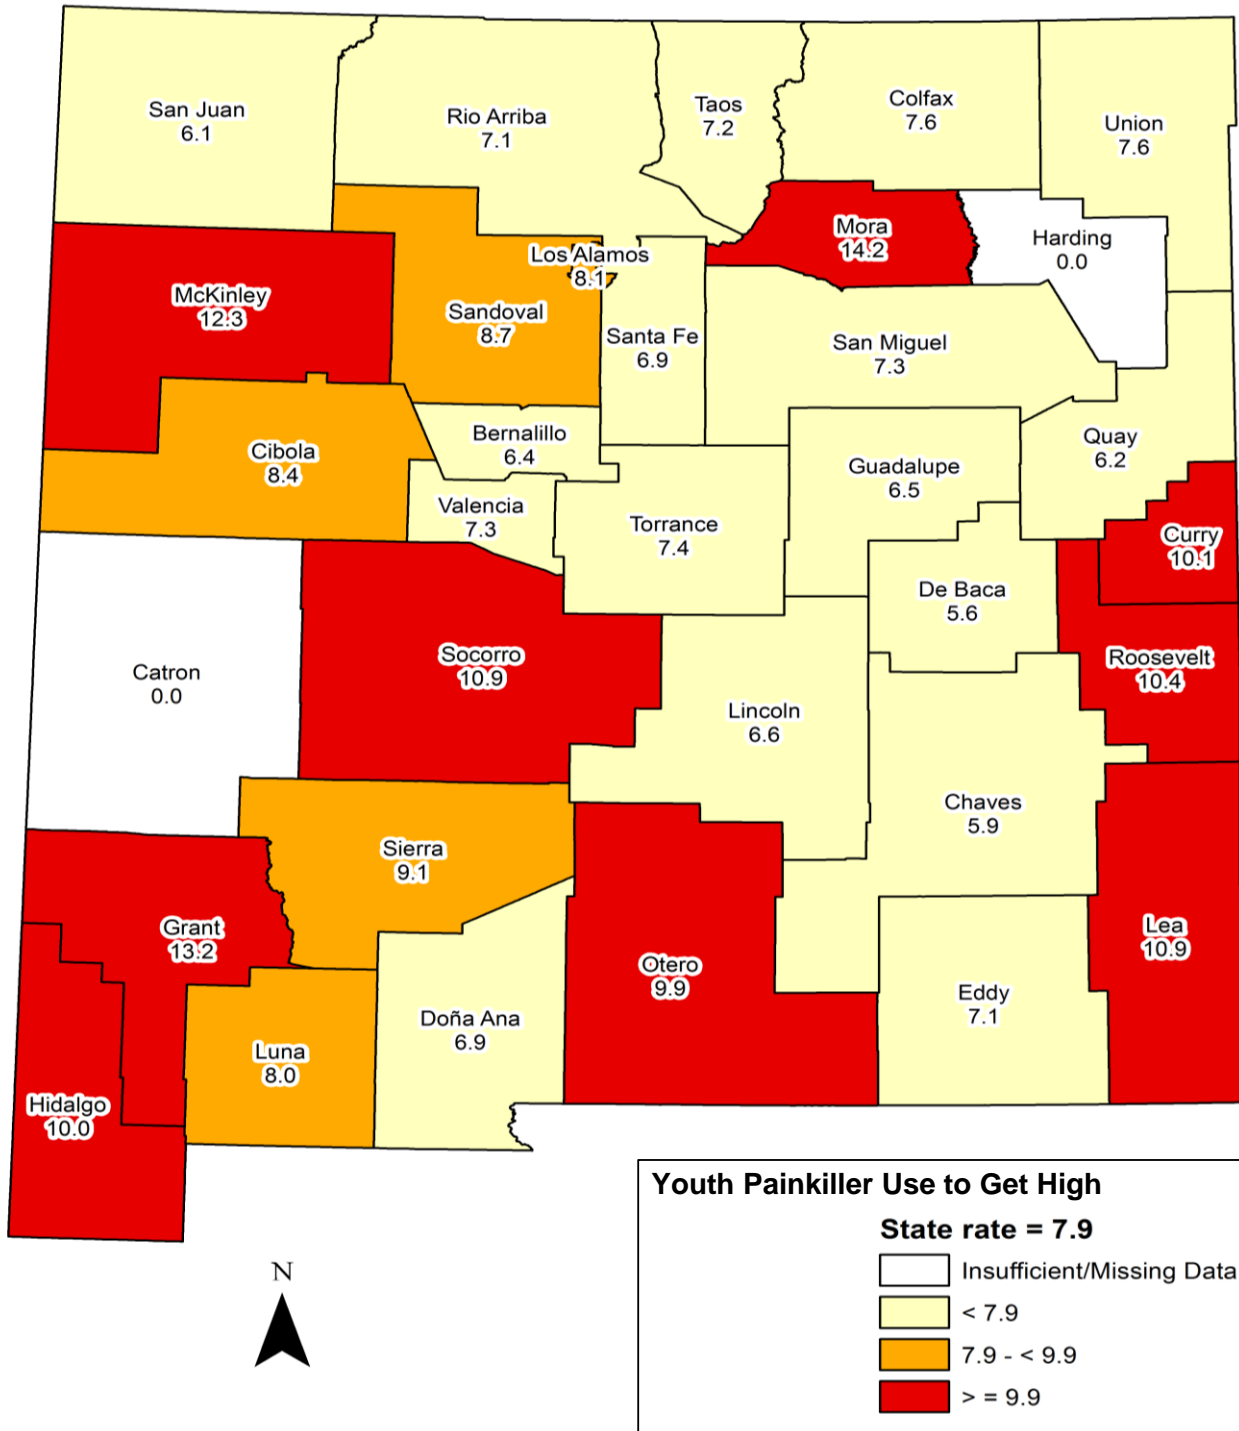 San Juan
6.1
Rio Arriba
7.1
Taos
7.2
Colfax
7.6
Union
7.6
Mora
14.2
Harding
0.0
Los Alamos
8.1
McKinley
12.3
Sandoval
8.7
Santa Fe
6.9
San Miguel
7.3
Cibola
8.4
Bernalillo
6.4
Quay
6.2
Guadalupe
6.5
Valencia
7.3
Torrance
7.4
Curry
10.1
De Baca
5.6
Catron
0.0
Socorro
10.9
Roosevelt
10.4
Lincoln
6.6
Chaves
5.9
Sierra
9.1
Grant
13.2
Lea
10.9
Otero
9.9
Eddy
7.1
Doña Ana
6.9
Luna
8.0
Hidalgo
10.0
N
Youth Painkiller Use to Get High
State rate = 7.9
Insufficient/Missing Data
< 7.9
7.9 - < 9.9
> = 9.9